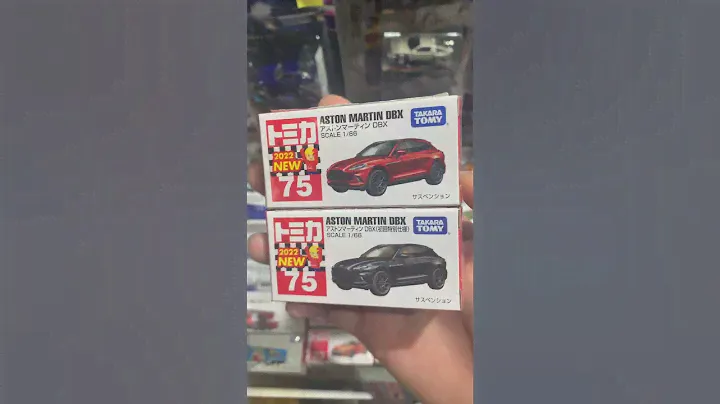 トミカ
2022
NEW
75
ASTON MARTIN DBX
アストンマーティン DBX
SCALE 1/66
TAKARA
TOMY
サスペンション
トミカ
2022
NEW
75
ASTON MARTIN DBX
アストンマーティン DBX(初回特別仕様)
SCALE 1/66
TAKARA
TOMY
サスペンション